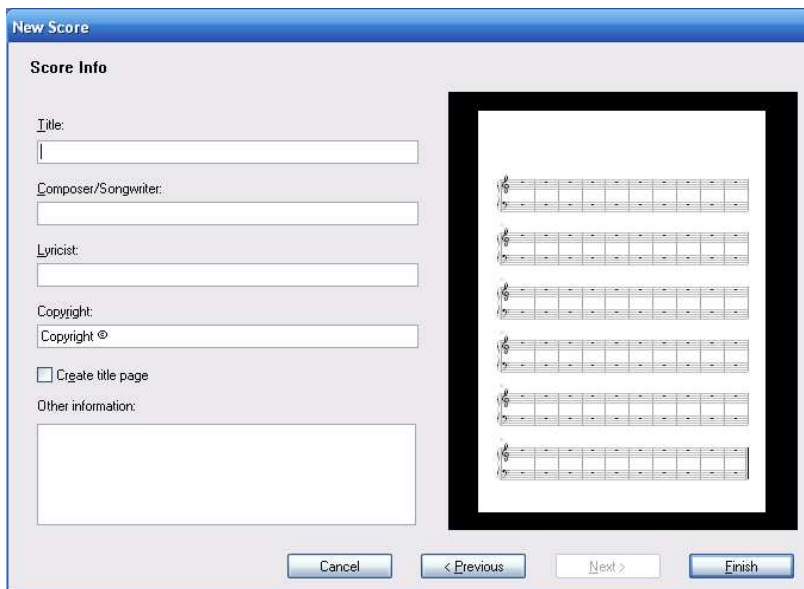 New Score
Score Info
Title:
Composer/Songwriter:
Lyricist:
Copyright:
Copyright ©
Create title page
Other information:
Cancel
< Previous
Next >
Finish